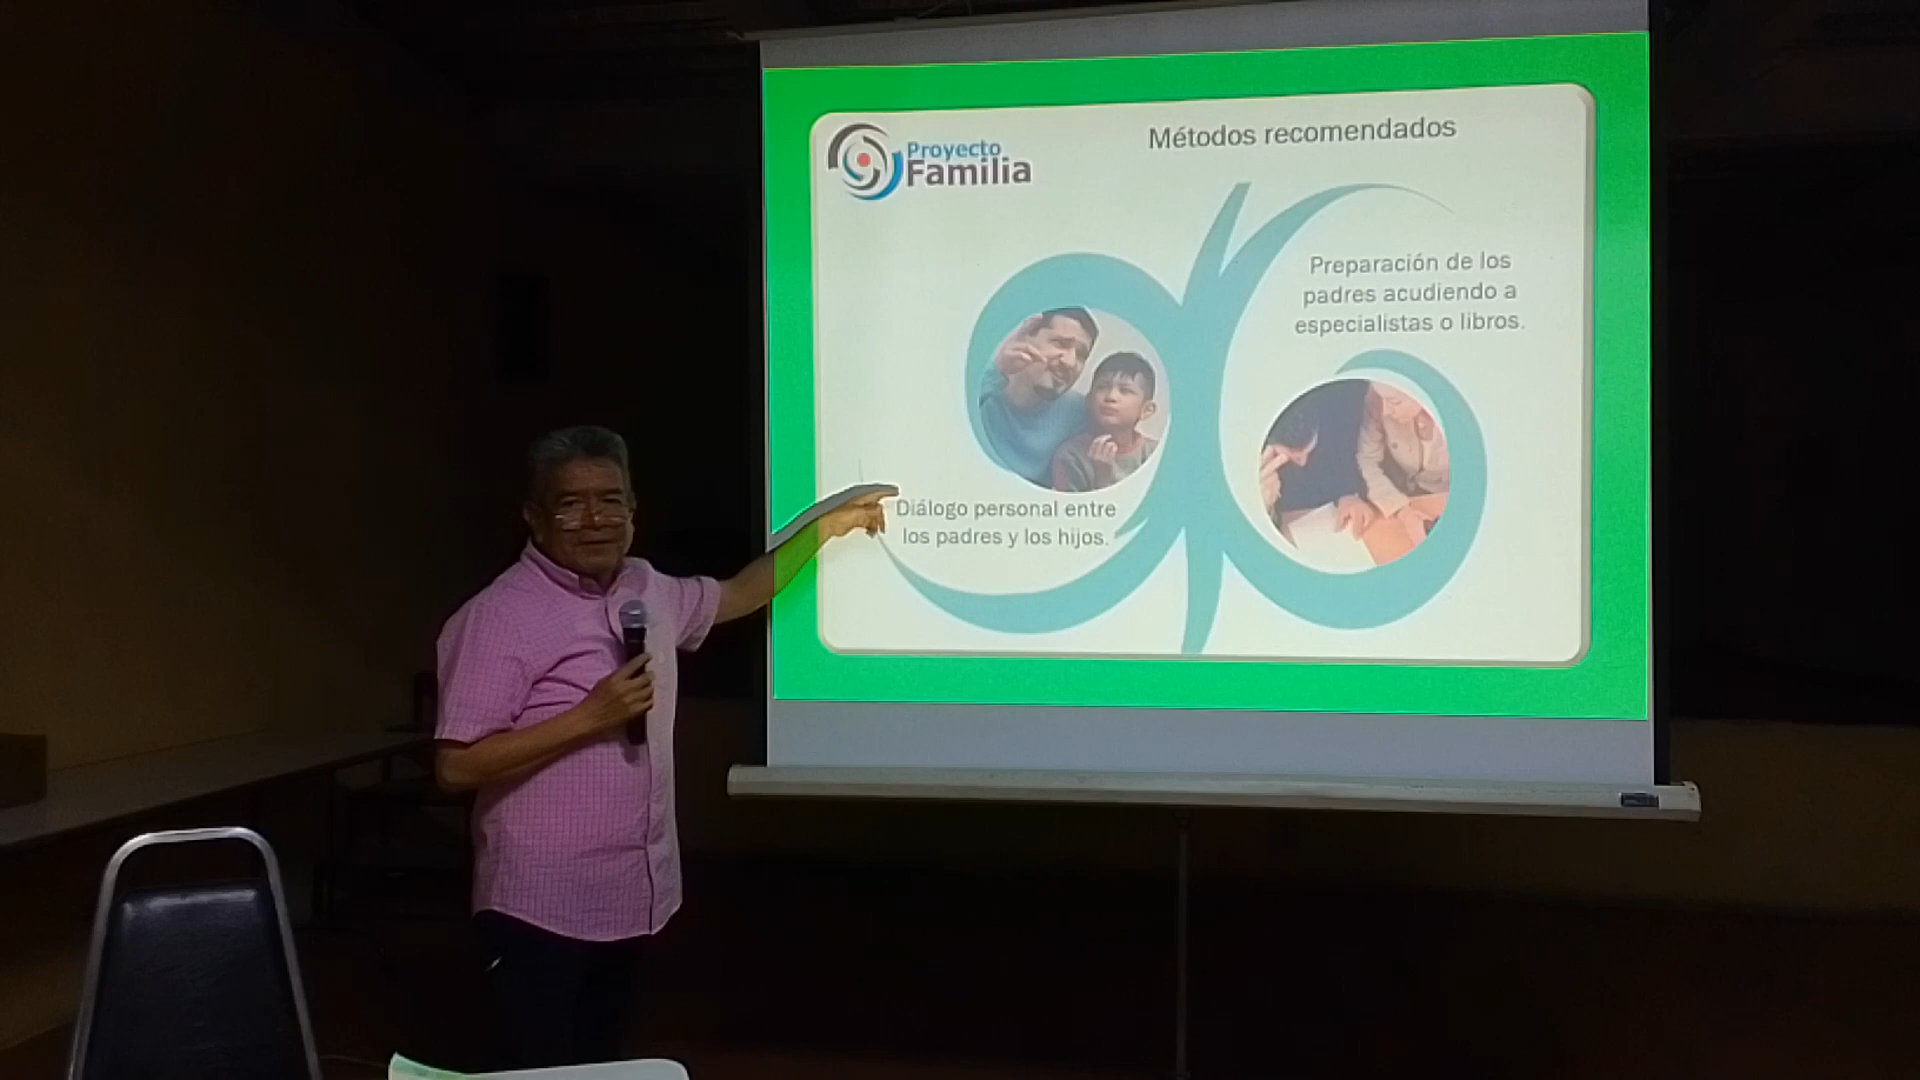 Proyecto
Familia
Métodos recomendados
Preparación de los
padres acudiendo a
especialistas o libros.
Diálogo personal entre
los padres y los hijos.